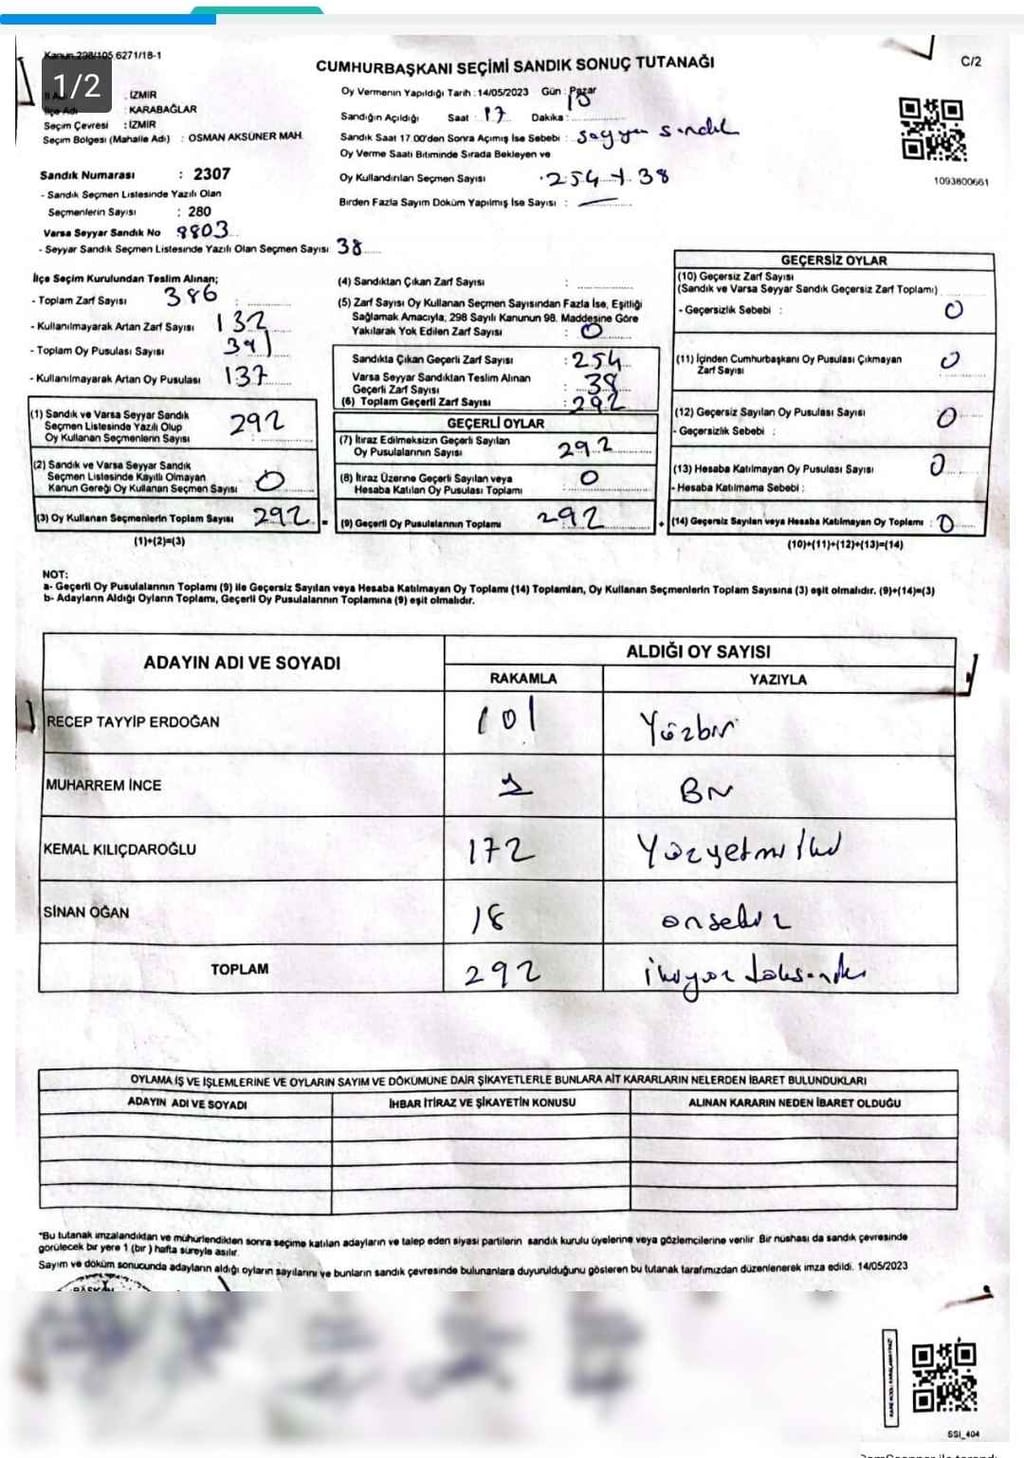 Kanun 298/105 6271/18-1
1/2
CUMHURBAŞKANI SEÇİMİ SANDIK SONUÇ TUTANAĞI
C/2
: İZMİR
İlçe Adı : KARABAĞLAR
Seçim Çevresi : İZMİR
Seçim Bölgesi (Mahalle Adı) : OSMAN AKSÜNER MAH.
Oy Vermenin Yapıldığı Tarih : 14/05/2023 Gün : Pazar
Sandığın Açıldığı Saat : 17 Dakika :
Sandık Saat 17.00'den Sonra Açımış İse Sebebi : Seyyar sandık
Oy Verme Saati Bitiminde Sırada Bekleyen ve
Oy Kullandırılan Seçmen Sayısı 254 + 38
Birden Fazla Sayım Döküm Yapılmış İse Sayısı : —
1093800661
Sandık Numarası : 2307
- Sandık Seçmen Listesinde Yazılı Olan
Seçmenlerin Sayısı : 280
Varsa Seyyar Sandık No 9803
- Seyyar Sandık Seçmen Listesinde Yazılı Olan Seçmen Sayısı 38
İlçe Seçim Kurulundan Teslim Alınan;
- Toplam Zarf Sayısı : 386
- Kullanılmayarak Artan Zarf Sayısı 132
- Toplam Oy Pusulası Sayısı 391
- Kullanılmayarak Artan Oy Pusulası 137
(1) Sandık ve Varsa Seyyar Sandık
Seçmen Listesinde Yazılı Olup
Oy Kullanan Seçmenlerin Sayısı 292
(2) Sandık ve Varsa Seyyar Sandık
Seçmen Listesinde Kayıtlı Olmayan
Kanun Gereği Oy Kullanan Seçmen Sayısı 0
(3) Oy Kullanan Seçmenlerin Toplam Sayısı 292
(1)+(2)=(3)
(4) Sandıktan Çıkan Zarf Sayısı :
(5) Zarf Sayısı Oy Kullanan Seçmen Sayısından Fazla İse, Eşitliği
Sağlamak Amacıyla, 298 Sayılı Kanunun 98. Maddesine Göre
Yakılarak Yok Edilen Zarf Sayısı : 0
Sandıkta Çıkan Geçerli Zarf Sayısı : 254
Varsa Seyyar Sandıktan Teslim Alınan
Geçerli Zarf Sayısı : 38
(6) Toplam Geçerli Zarf Sayısı : 292
GEÇERLİ OYLAR
(7) İtiraz Edilmeksizin Geçerli Sayılan
Oy Pusulalarının Sayısı 292
(8) İtiraz Üzerine Geçerli Sayılan veya
Hesaba Katılan Oy Pusulası Toplamı 0
(9) Geçerli Oy Pusulalarının Toplamı 292
GEÇERSİZ OYLAR
(10) Geçersiz Zarf Sayısı
(Sandık ve Varsa Seyyar Sandık Geçersiz Zarf Toplamı)
- Geçersizlik Sebebi : 0
(11) İçinden Cumhurbaşkanı Oy Pusulası Çıkmayan
Zarf Sayısı 0
(12) Geçersiz Sayılan Oy Pusulası Sayısı 0
- Geçersizlik Sebebi :
(13) Hesaba Katılmayan Oy Pusulası Sayısı 0
- Hesaba Katılmama Sebebi :
(14) Geçersiz Sayılan veya Hesaba Katılmayan Oy Toplamı : 0
(10)+(11)+(12)+(13)=(14)
NOT:
a- Geçerli Oy Pusulalarının Toplamı (9) ile Geçersiz Sayılan veya Hesaba Katılmayan Oy Toplamı (14) Toplamları, Oy Kullanan Seçmenlerin Toplam Sayısına (3) eşit olmalıdır. (9)+(14)=(3)
b- Adayların Aldığı Oyların Toplamı, Geçerli Oy Pusulalarının Toplamına (9) eşit olmalıdır.
ADAYIN ADI VE SOYADI
ALDIĞI OY SAYISI
RAKAMLA YAZIYLA
RECEP TAYYİP ERDOĞAN 101 Yüzbir
MUHARREM İNCE 1 Bir
KEMAL KILIÇDAROĞLU 172 Yüzyetmişiki
SİNAN OĞAN 18 onsekiz
TOPLAM 292 ikiyüzdoksaniki
OYLAMA İŞ VE İŞLEMLERİNE VE OYLARIN SAYIM VE DÖKÜMÜNE DAİR ŞİKAYETLERLE BUNLARA AİT KARARLARIN NELERDEN İBARET BULUNDUKLARI
ADAYIN ADI VE SOYADI İHBAR İTİRAZ VE ŞİKAYETİN KONUSU ALINAN KARARIN NEDEN İBARET OLDUĞU
*Bu tutanak imzalandıktan ve mühürlendikten sonra seçime katılan adayların ve talep eden siyasi partilerin sandık kurulu üyelerine veya gözlemcilerine verilir. Bir nüshası da sandık çevresinde
görülecek bir yere 1 (bir) hafta süreyle asılır.
Sayım ve döküm sonucunda adayların aldığı oyların sayılarını ve bunların sandık çevresinde bulunanlara duyurulduğunu gösteren bu tutanak tarafımızdan düzenlenerek imza edildi. 14/05/2023
BAŞKAN
SSI_404